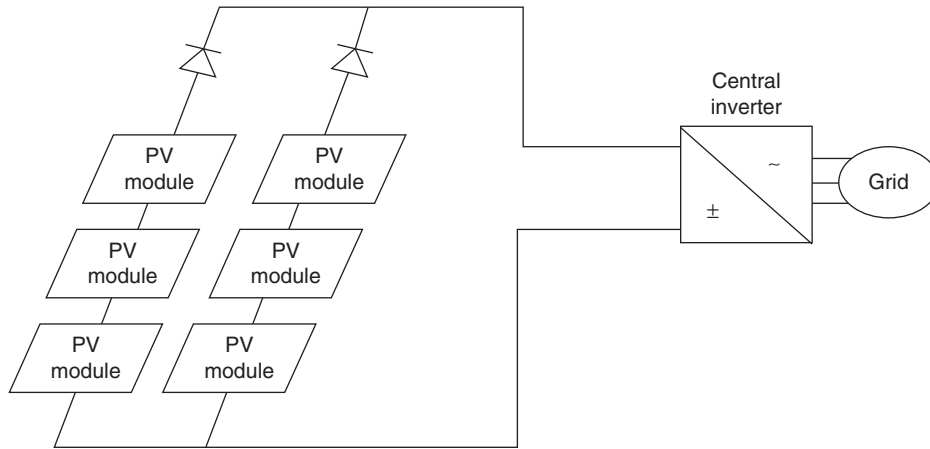 Central
inverter
PV
module
PV
module
~
±
Grid
PV
module
PV
module
PV
module
PV
module